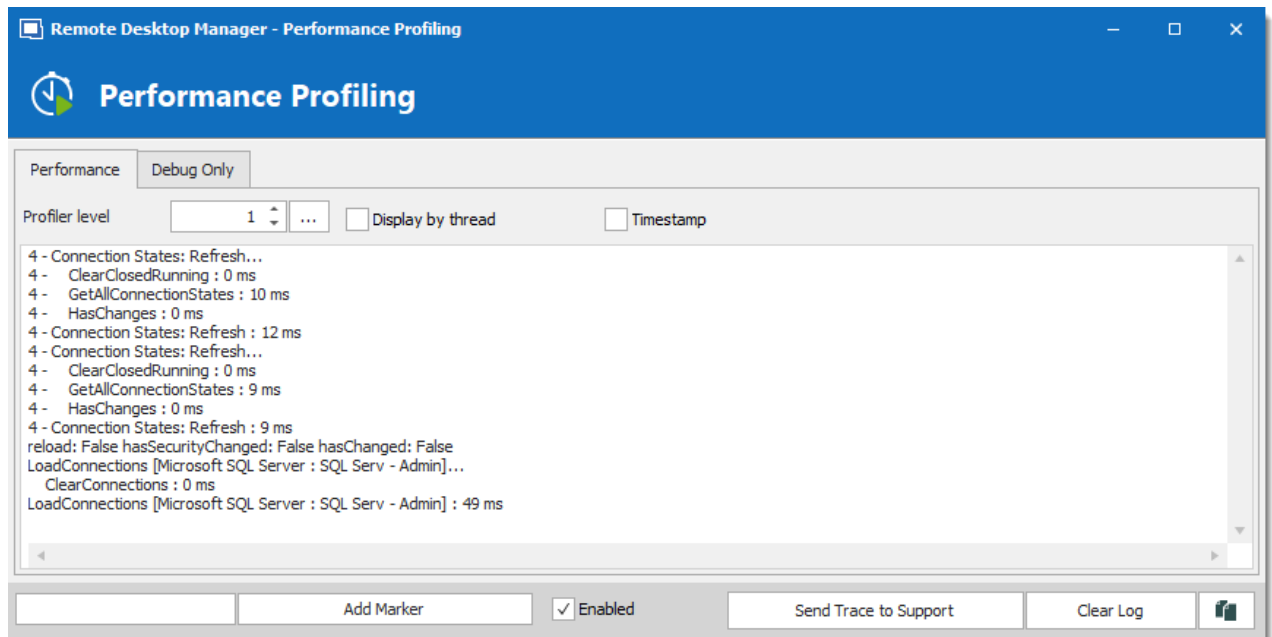 Remote Desktop Manager - Performance Profiling
Performance Profiling
Performance Debug Only
Profiler level 1 ... Display by thread Timestamp
4 - Connection States: Refresh...
4 - ClearClosedRunning : 0 ms
4 - GetAllConnectionStates : 10 ms
4 - HasChanges : 0 ms
4 - Connection States: Refresh : 12 ms
4 - Connection States: Refresh...
4 - ClearClosedRunning : 0 ms
4 - GetAllConnectionStates : 9 ms
4 - HasChanges : 0 ms
4 - Connection States: Refresh : 9 ms
reload: False hasSecurityChanged: False hasChanged: False
LoadConnections [Microsoft SQL Server : SQL Serv - Admin]...
ClearConnections : 0 ms
LoadConnections [Microsoft SQL Server : SQL Serv - Admin] : 49 ms
Add Marker Enabled Send Trace to Support Clear Log